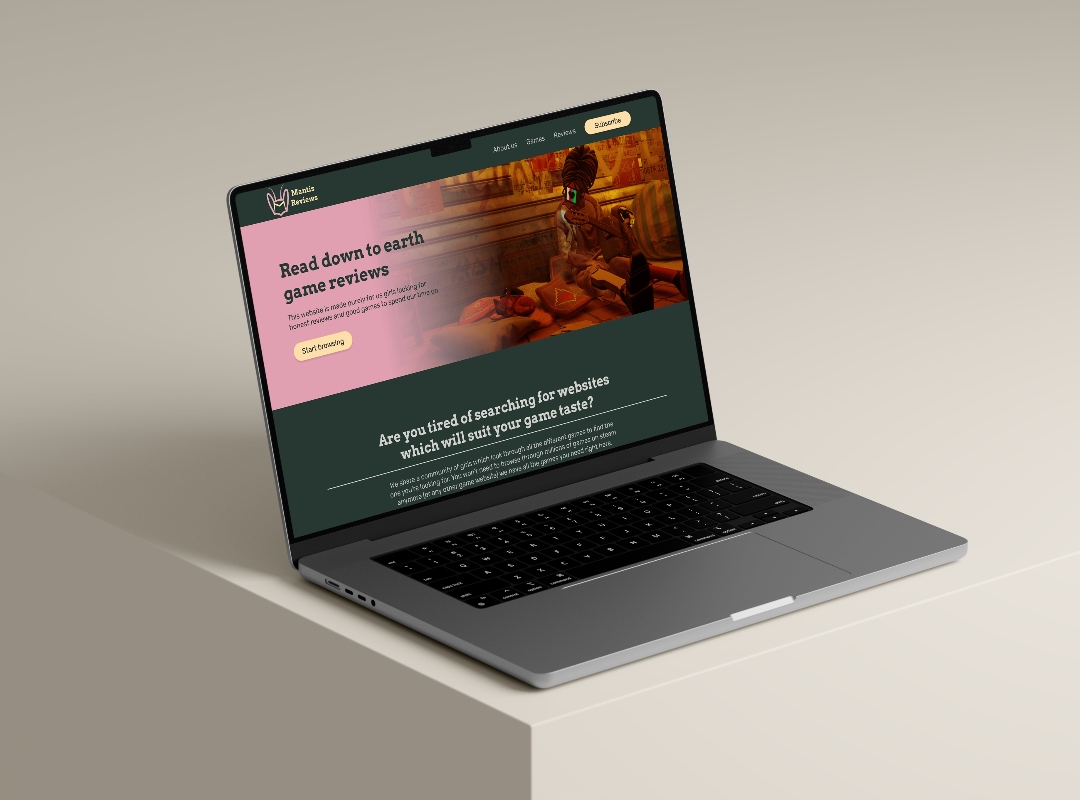 Mantis
Reviews
About us
Games
Reviews
Subscribe
Read down to earth
game reviews
This website is made purely for us girls looking for
honest reviews and good games to spend our time on
Start browsing
Are you tired of searching for websites
which will suit your game taste?
We share a community of girls which look through all the different games to find the
one you're looking for. You won't need to browse through millions of games on steam
anymore (or any other game website) we have all the games you need right here.